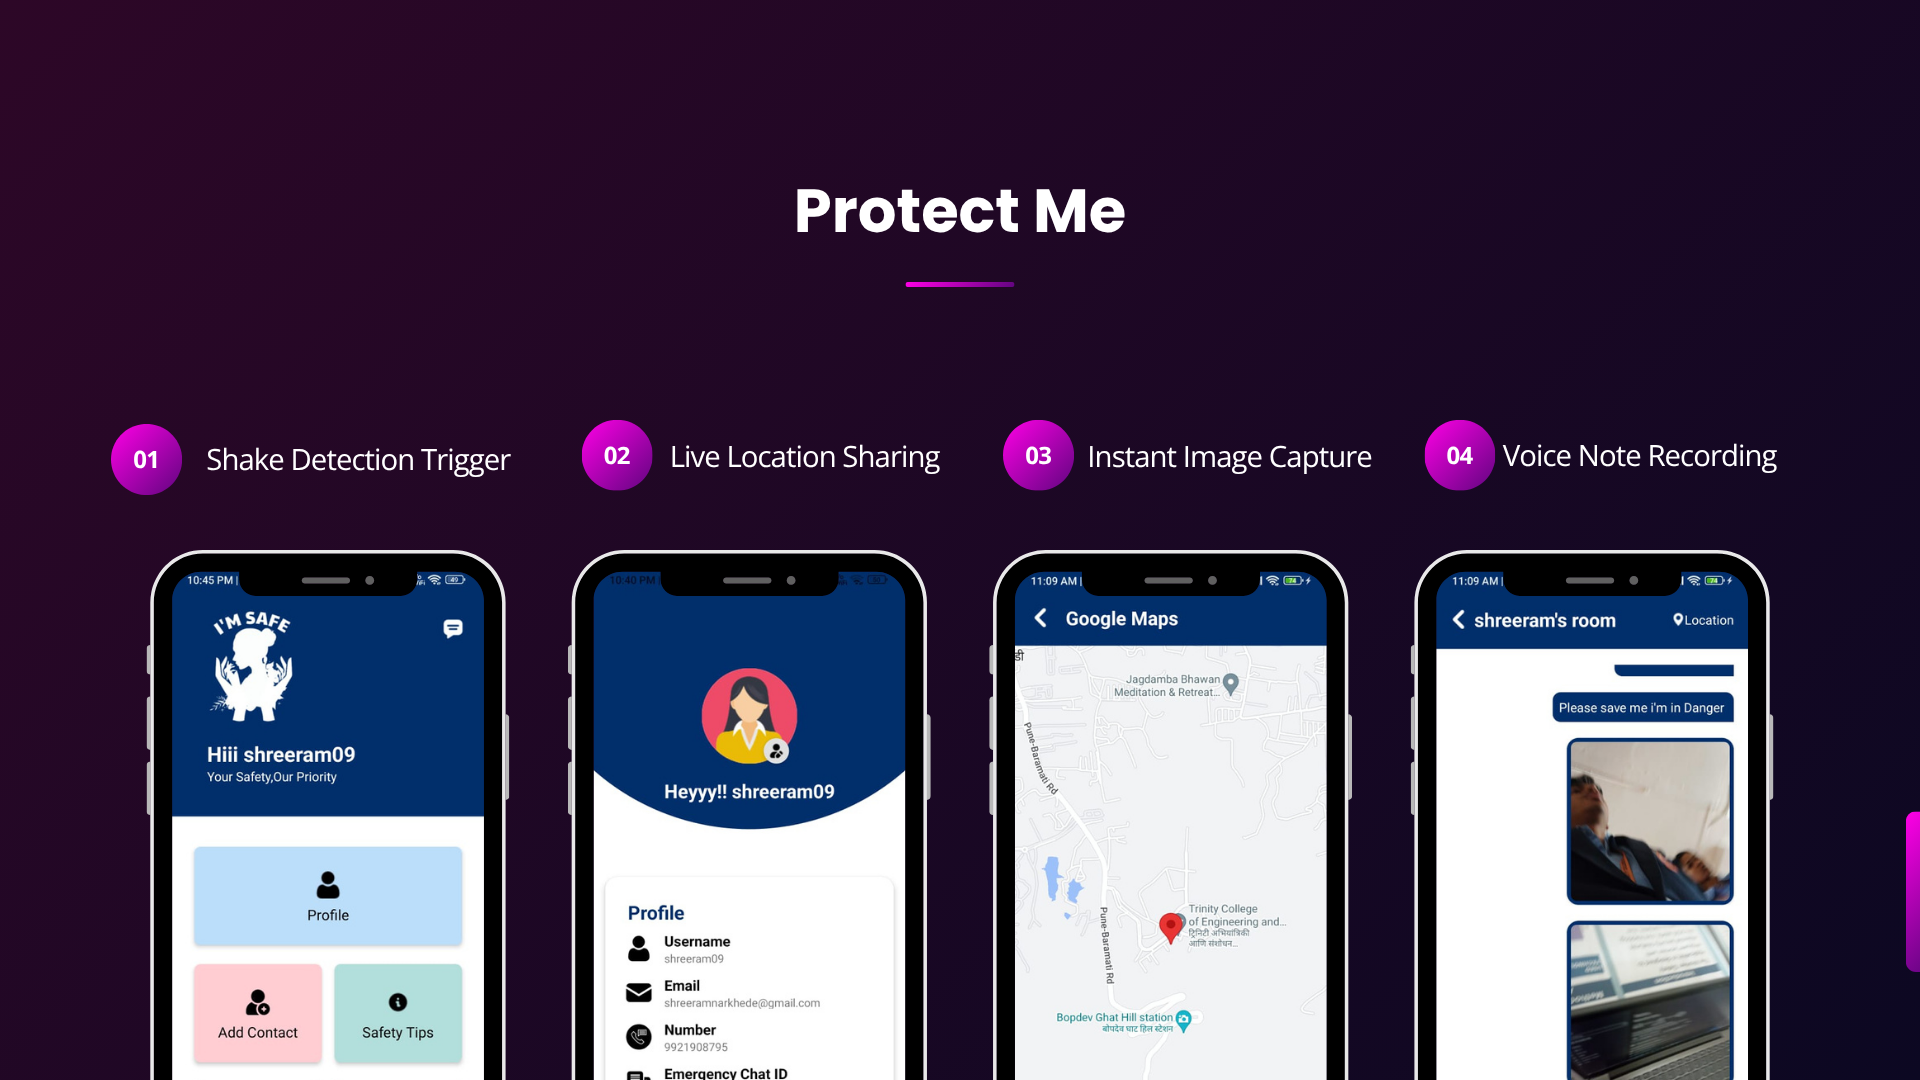 Protect Me
01 Shake Detection Trigger
02 Live Location Sharing
03 Instant Image Capture
04 Voice Note Recording
10:45 PM
49
I'M SAFE
Hiii shreeram09
Your Safety,Our Priority
Profile
Add Contact
Safety Tips
10:40 PM
Heyyy!! shreeram09
Profile
Username
shreeram09
Email
shreeramnarkhede@gmail.com
Number
9921908795
Emergency Chat ID
11:09 AM
74
Google Maps
डी
Jagdamba Bhawan
Meditation & Retreat...
Pune-Baramati Rd
Trinity College
of Engineering and...
ट्रिनिटी अभियांत्रिकी
आणि संशोधन...
Pune-Baramati Rd
Bopdev Ghat Hill station
बोपदेव घाट हिल स्टेशन
11:09 AM
74
shreeram's room
Location
Please save me i'm in Danger